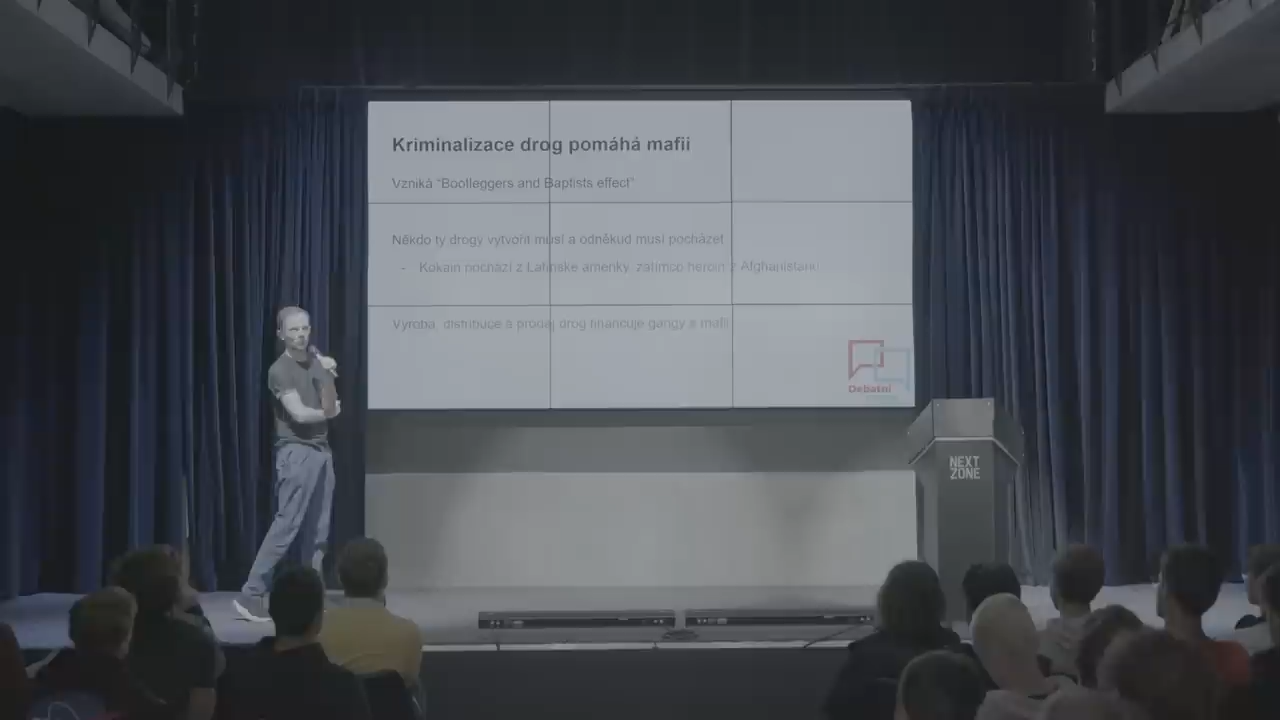 Kriminalizace drog pomáhá mafii
Vzniká “Bootleggers and Baptists effect”
Někdo ty drogy vytvořit musí a odněkud musí pocházet
- Kokain pochází z Latinské ameriky, zatímco heroin z Afghánistánu
Výroba, distribuce a prodej drog financuje gangy a mafii
Debatní
NEXT
ZONE